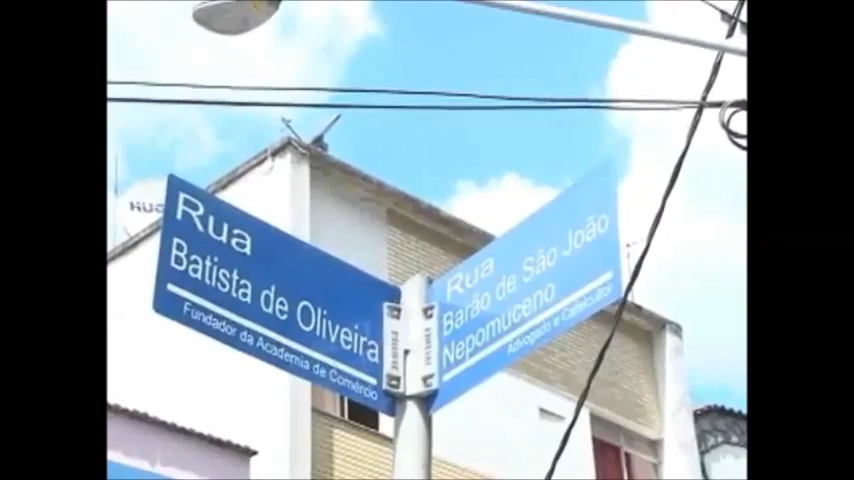 Rua
Batista de Oliveira
Fundador da Academia de Comércio
Rua
Barão de São João
Nepomuceno
Advogado e Cafeicultor